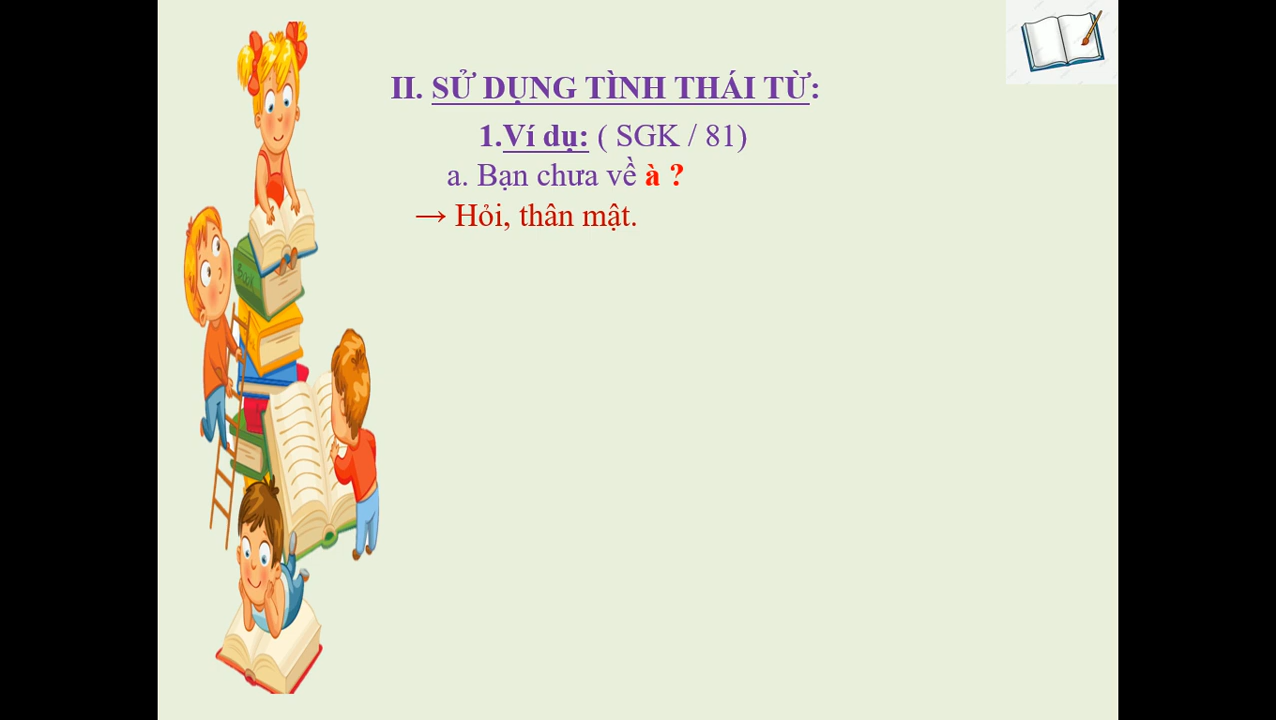 II. SỬ DỤNG TÌNH THÁI TỪ:
1.Ví dụ: ( SGK / 81)
a. Bạn chưa về à ?
→ Hỏi, thân mật.